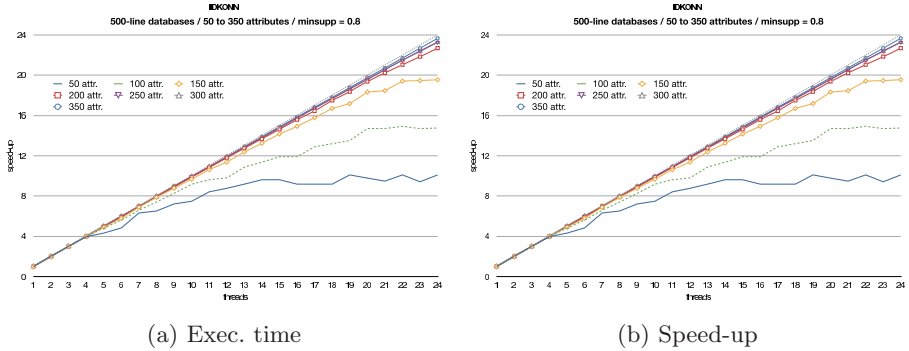 IDKONN
500-line databases / 50 to 350 attributes / minsupp = 0.8
24
20
16
12
8
4
0
speed-up
50 attr.
100 attr.
150 attr.
200 attr.
250 attr.
300 attr.
350 attr.
1 2 3 4 5 6 7 8 9 10 11 12 13 14 15 16 17 18 19 20 21 22 23 24
threads
(a) Exec. time
IDKONN
500-line databases / 50 to 350 attributes / minsupp = 0.8
24
20
16
12
8
4
0
speed-up
50 attr.
100 attr.
150 attr.
200 attr.
250 attr.
300 attr.
350 attr.
1 2 3 4 5 6 7 8 9 10 11 12 13 14 15 16 17 18 19 20 21 22 23 24
threads
(b) Speed-up